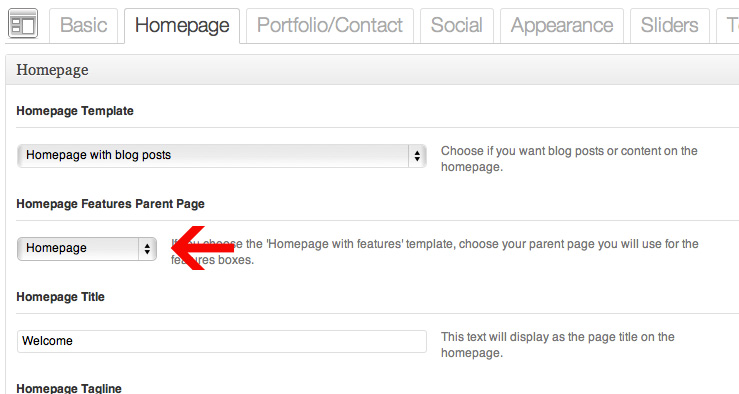 Basic Homepage Portfolio/Contact Social Appearance Sliders
Homepage
Homepage Template
Homepage with blog posts
Choose if you want blog posts or content on the
homepage.
Homepage Features Parent Page
Homepage
If you choose the 'Homepage with features' template, choose your parent page you will use for the
features boxes.
Homepage Title
Welcome
This text will display as the page title on the
homepage.
Homepage Tagline